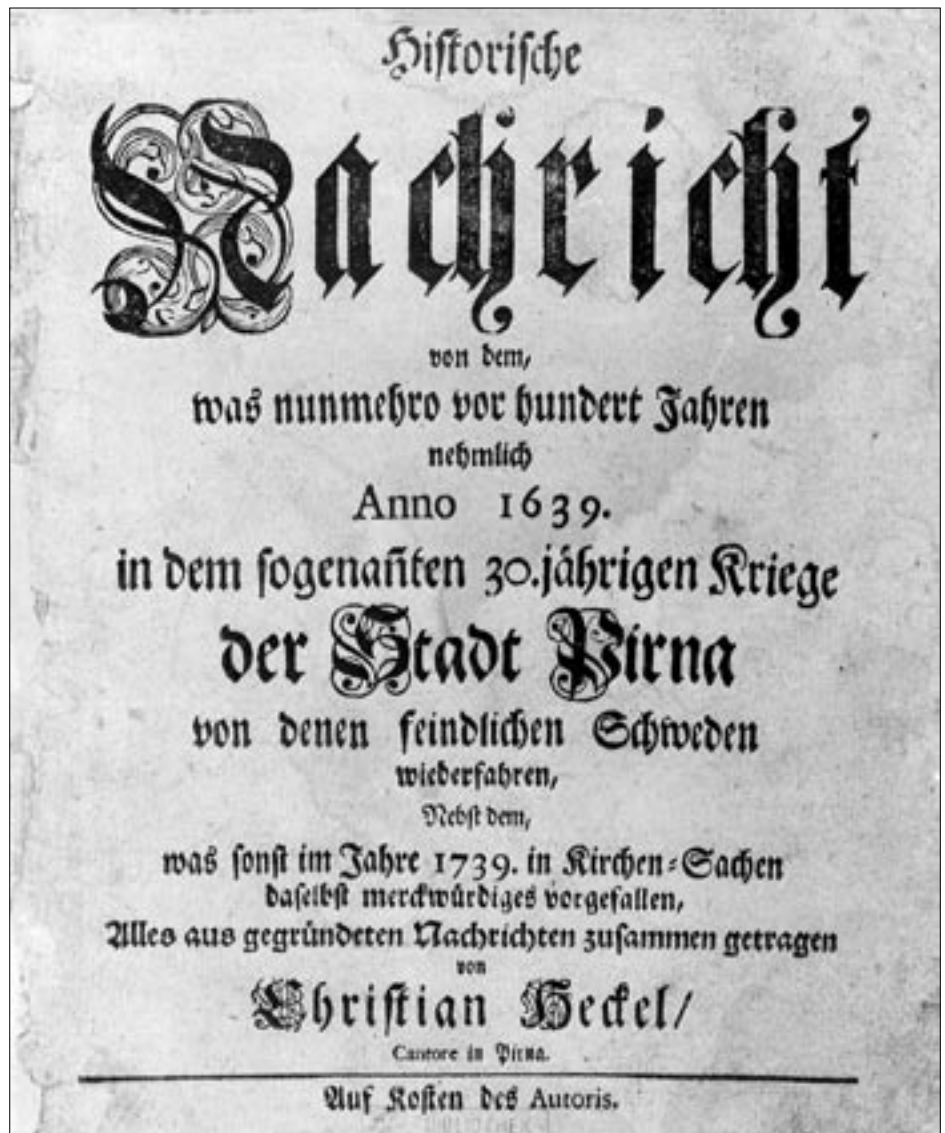 Historische
Nachricht
von dem,
was nunmehro vor hundert Jahren
nehmlich
Anno 1639.
in dem sogenañten 30.jährigen Kriege
der Stadt Pirna
von denen feindlichen Schweden
wiederfahren,
Nebst dem,
was sonst im Jahre 1739. in Kirchen-Sachen
daselbst merckwürdiges vorgefallen,
Alles aus gegründeten Nachrichten zusammen getragen
von
Christian Heckel/
Cantore in Pirna.
Auf Kosten des Autoris.